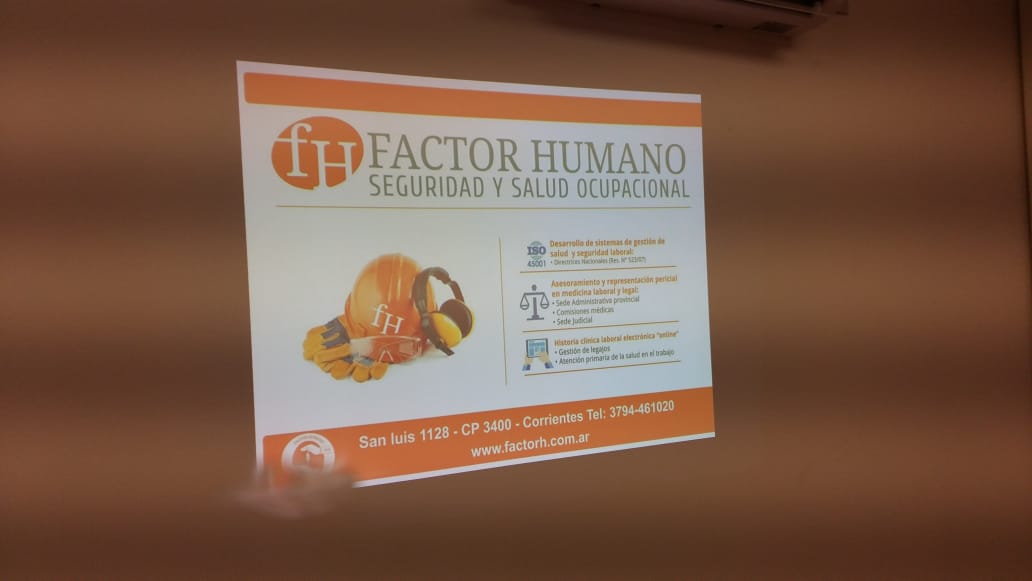 fH FACTOR HUMANO
SEGURIDAD Y SALUD OCUPACIONAL
fH
ISO
45001
Desarrollo de sistemas de gestión de
salud y seguridad laboral:
• Directrices Nacionales (Res. N° 523/07)
Asesoramiento y representación pericial
en medicina laboral y legal:
• Sede Administrativa provincial
• Comisiones médicas
• Sede Judicial
Historia clínica laboral electrónica "online"
• Gestión de legajos
• Atención primaria de la salud en el trabajo
San luis 1128 - CP 3400 - Corrientes Tel: 3794-461020
www.factorh.com.ar